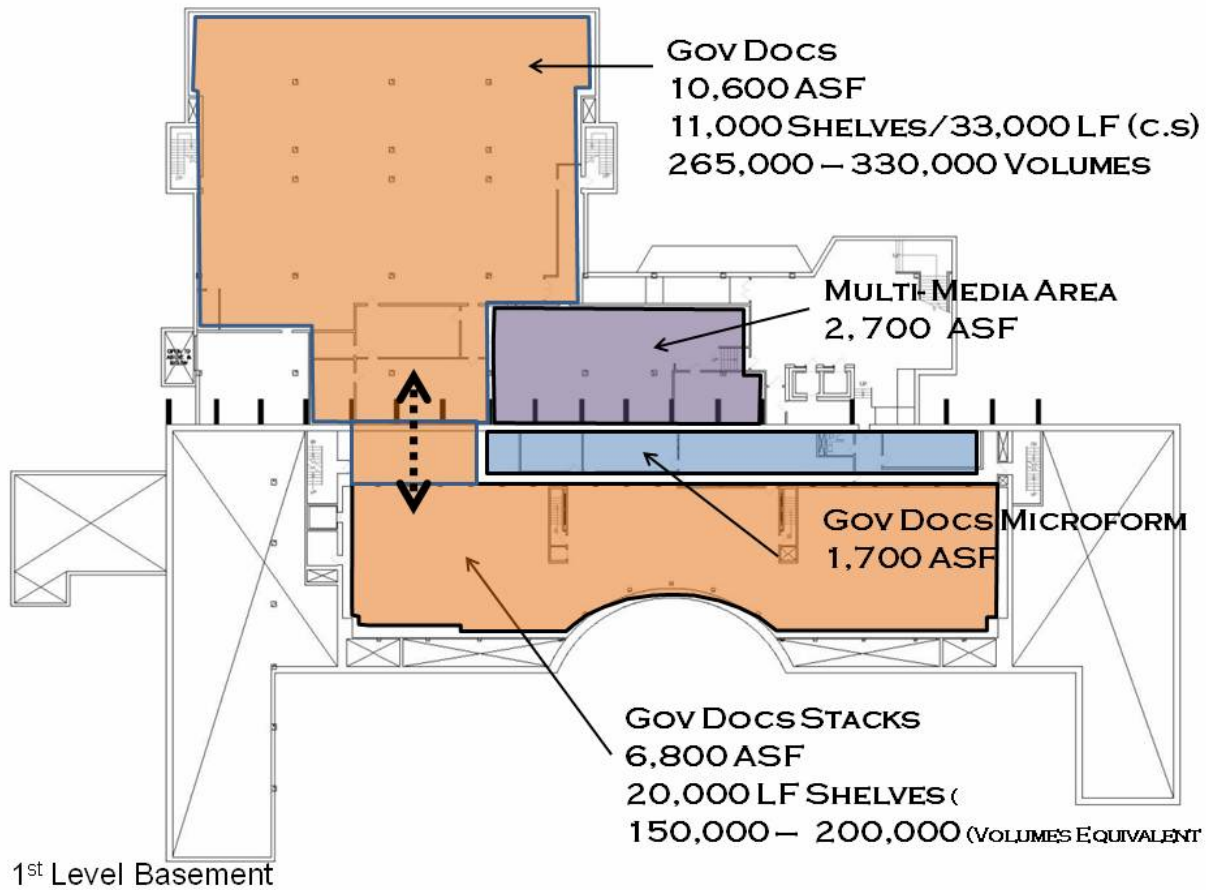 Gov Docs
10,600 ASF
11,000 Shelves/33,000 LF (c.s)
265,000 – 330,000 Volumes
Multi-Media Area
2,700 ASF
Gov Docs Microform
1,700 ASF
Gov Docs Stacks
6,800 ASF
20,000 LF Shelves (
150,000 – 200,000 (Volumes Equivalent
1st Level Basement